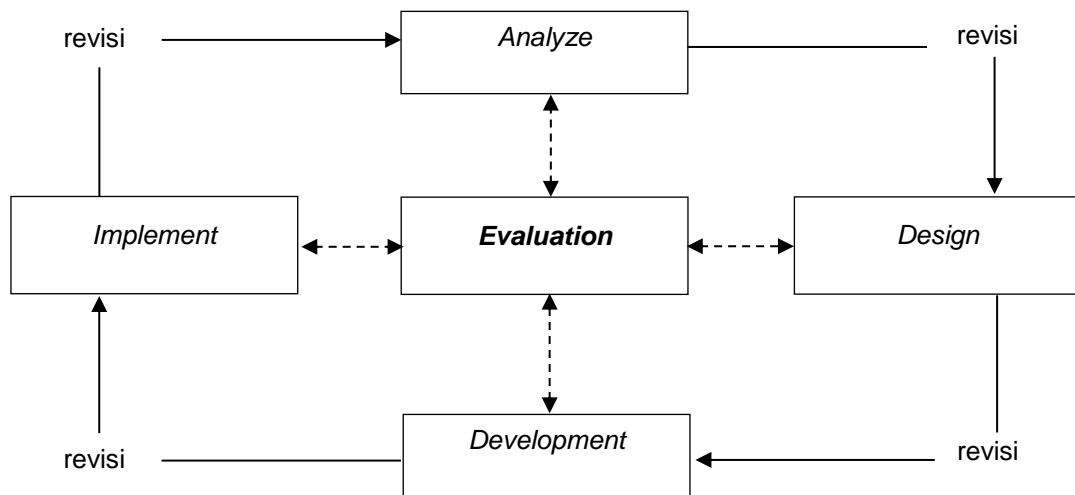 revisi
Analyze
revisi
Implement
Evaluation
Design
revisi
Development
revisi